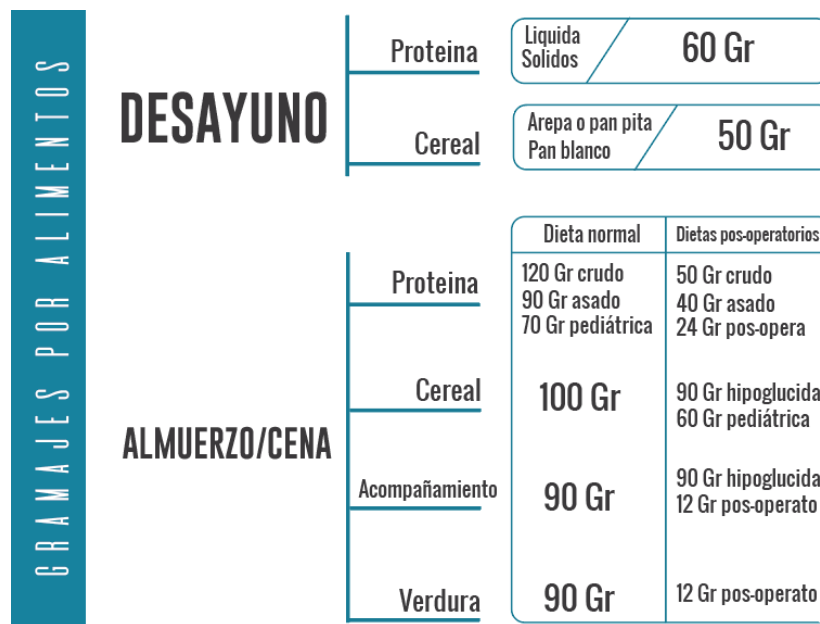 GRAMAJES POR ALIMENTOS
DESAYUNO
Proteina
Liquida
Solidos
60 Gr
Cereal
Arepa o pan pita
Pan blanco
50 Gr
ALMUERZO/CENA
Dieta normal
Dietas pos-operatorios
Proteina
120 Gr crudo
90 Gr asado
70 Gr pediátrica
50 Gr crudo
40 Gr asado
24 Gr pos-opera
Cereal
100 Gr
90 Gr hipoglucida
60 Gr pediátrica
Acompañamiento
90 Gr
90 Gr hipoglucida
12 Gr pos-operato
Verdura
90 Gr
12 Gr pos-operato